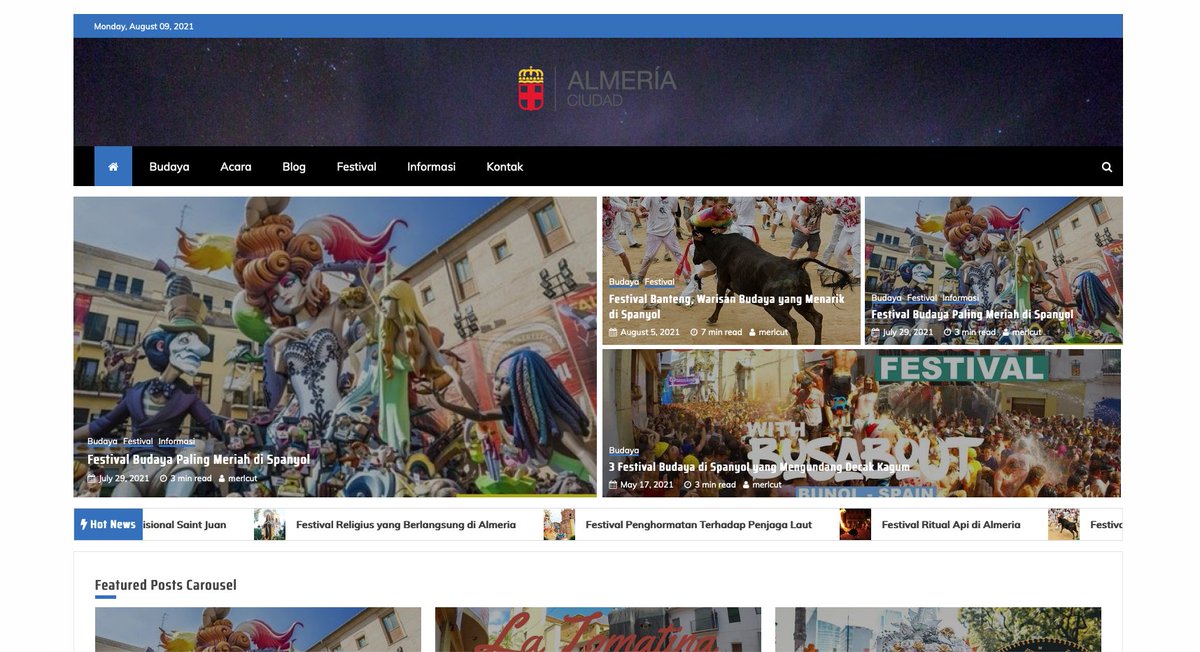 Monday, August 09, 2021
ALMERÍA
CIUDAD
Budaya Acara Blog Festival Informasi Kontak
Budaya Festival Informasi
Festival Budaya Paling Meriah di Spanyol
July 29, 2021 3 min read merlcut
Budaya Festival
Festival Banteng, Warisan Budaya yang Menarik
di Spanyol
August 5, 2021 7 min read merlcut
Budaya Festival Informasi
Festival Budaya Paling Meriah di Spanyol
July 29, 2021 3 min read merlcut
FESTIVAL
WITH
BUSABOUT
BUNOL - SPAIN
Budaya
3 Festival Budaya di Spanyol yang Mengundang Decak Kagum
May 17, 2021 3 min read merlcut
Hot News isional Saint Juan Festival Religius yang Berlangsung di Almeria Festival Penghormatan Terhadap Penjaga Laut Festival Ritual Api di Almeria Festiva
Featured Posts Carousel
La Tomatina